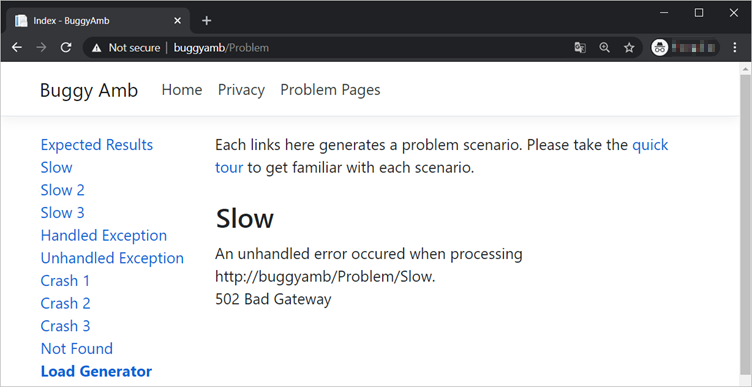 Index - BuggyAmb
Not secure | buggyamb/Problem
Buggy Amb Home Privacy Problem Pages
Expected Results
Slow
Slow 2
Slow 3
Handled Exception
Unhandled Exception
Crash 1
Crash 2
Crash 3
Not Found
Load Generator
Each links here generates a problem scenario. Please take the quick
tour to get familiar with each scenario.
Slow
An unhandled error occured when processing
http://buggyamb/Problem/Slow.
502 Bad Gateway